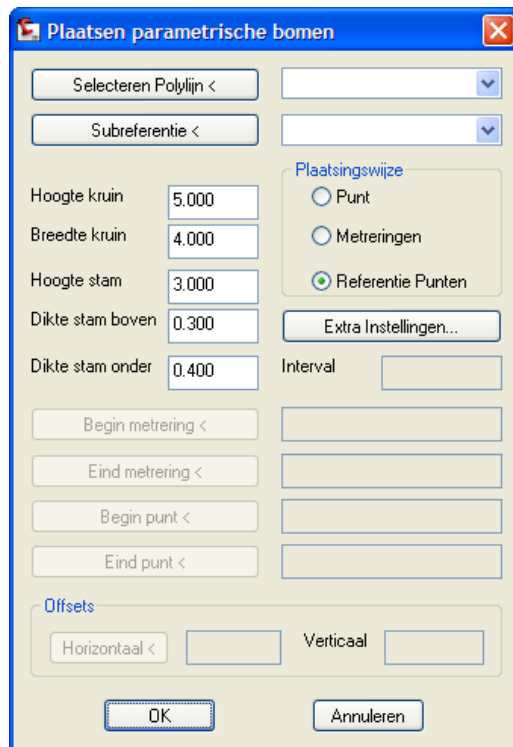 Plaatsen parametrische bomen
Selecteren Polylijn <
Subreferentie <
Plaatsingswijze
Hoogte kruin 5.000
Punt
Breedte kruin 4.000
Metreringen
Hoogte stam 3.000
Referentie Punten
Dikte stam boven 0.300
Extra Instellingen...
Dikte stam onder 0.400
Interval
Begin metrering <
Eind metrering <
Begin punt <
Eind punt <
Offsets
Horizontaal <
Verticaal
OK
Annuleren